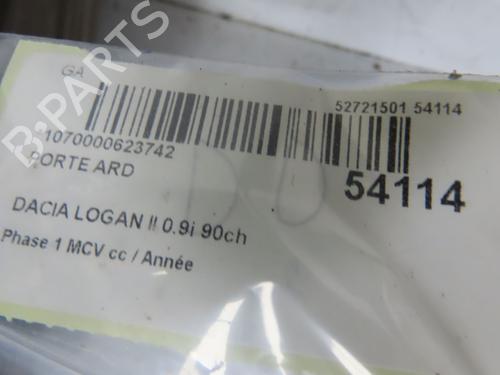 B-PARTS
GA
52721501 54114
1070000623742
PORTE ARD
54114
DACIA LOGAN II 0.9i 90ch
Phase 1 MCV cc / Année